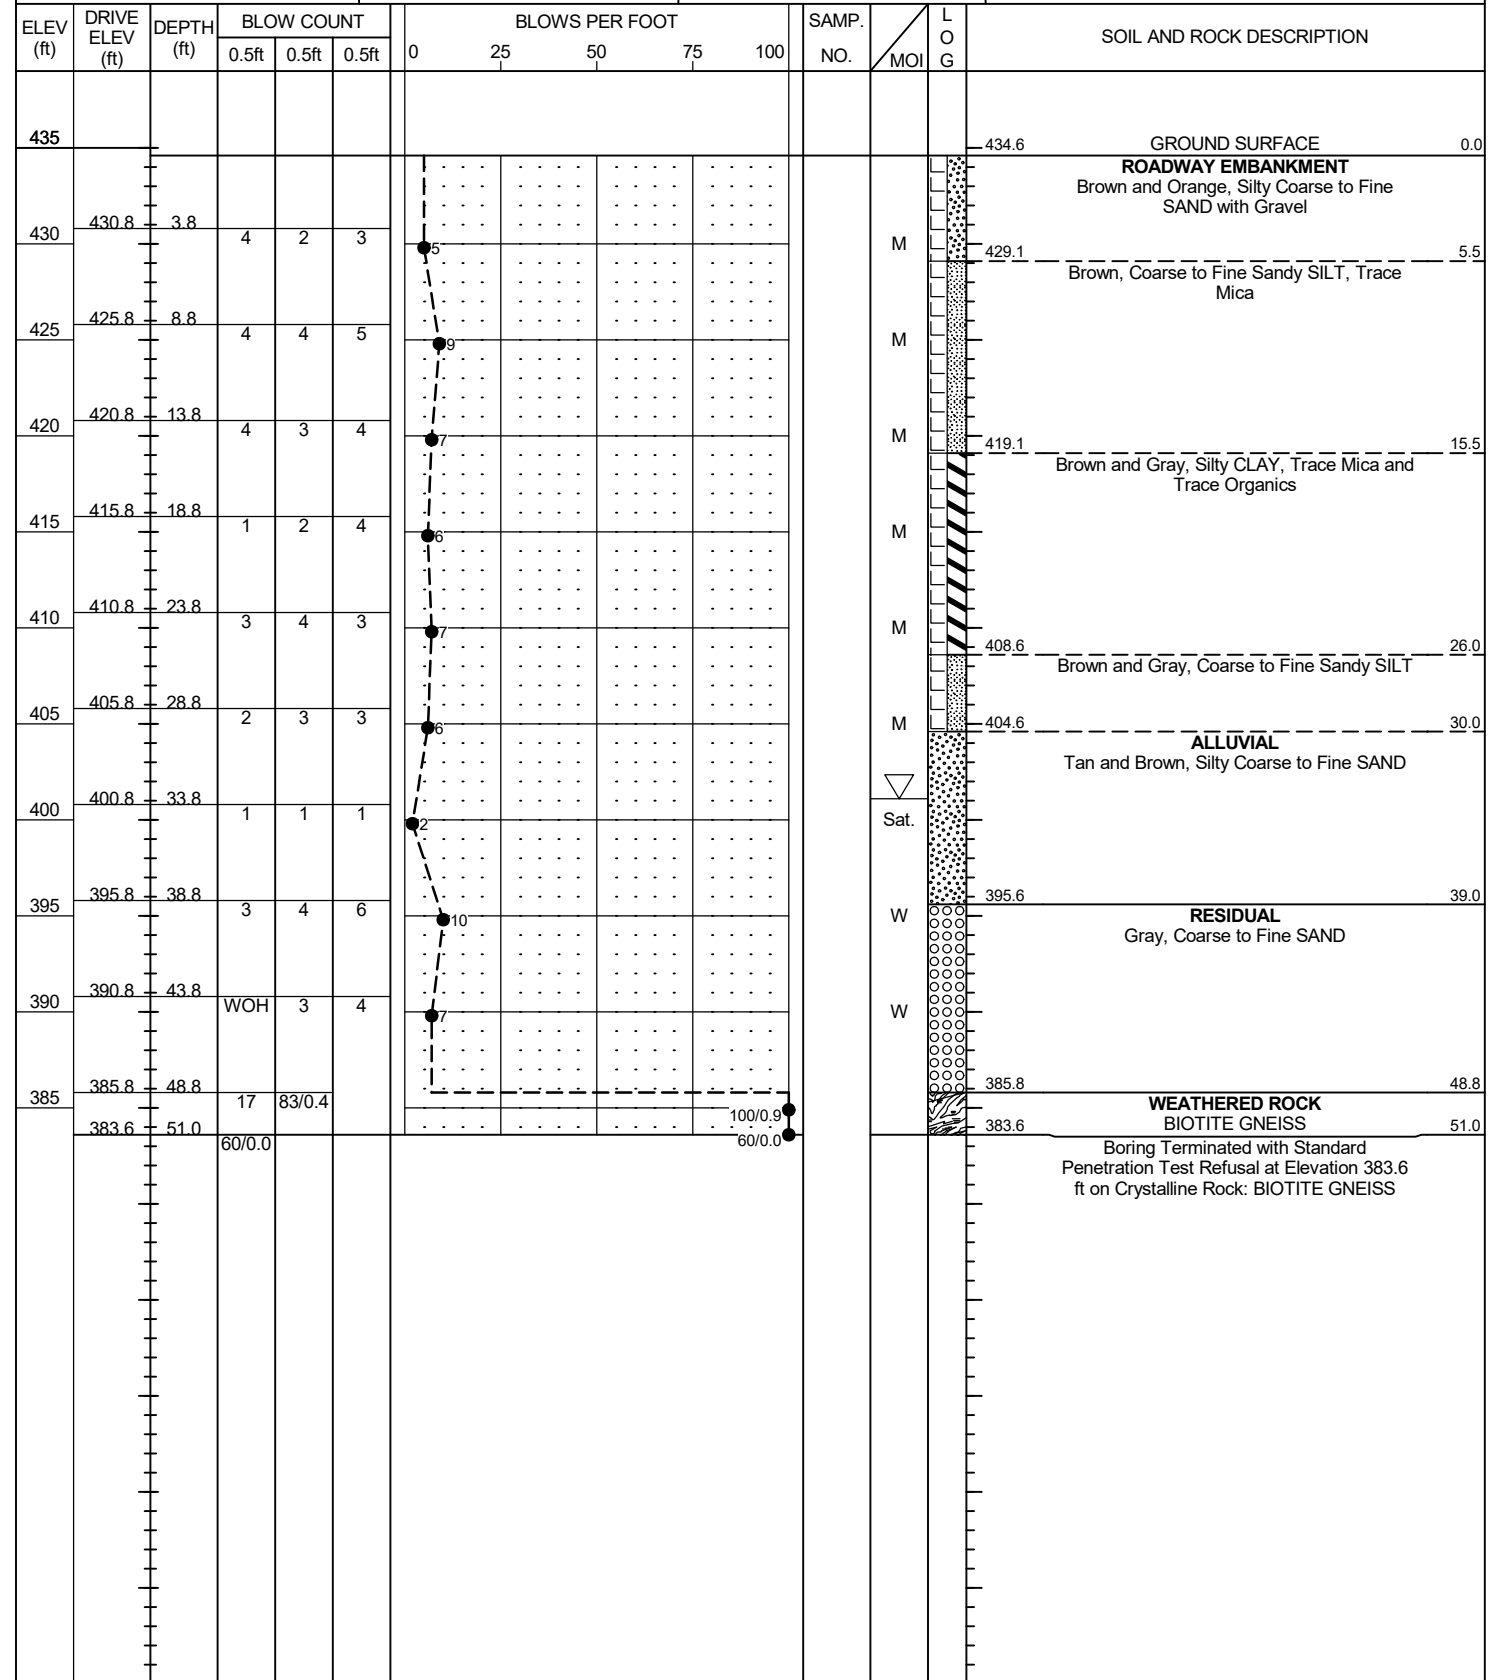 ELEV (ft) DRIVE ELEV (ft) DEPTH (ft) BLOW COUNT BLOWS PER FOOT SAMP. NO. MOI L O G SOIL AND ROCK DESCRIPTION
0.5ft 0.5ft 0.5ft 0 25 50 75 100
435
434.6 GROUND SURFACE 0.0
ROADWAY EMBANKMENT
Brown and Orange, Silty Coarse to Fine
SAND with Gravel
430 430.8 3.8 4 2 3 5 M
429.1 5.5
Brown, Coarse to Fine Sandy SILT, Trace
Mica
425 425.8 8.8 4 4 5 9 M
420 420.8 13.8 4 3 4 7 M
419.1 15.5
Brown and Gray, Silty CLAY, Trace Mica and
Trace Organics
415 415.8 18.8 1 2 4 6 M
410 410.8 23.8 3 4 3 7 M
408.6 26.0
Brown and Gray, Coarse to Fine Sandy SILT
405 405.8 28.8 2 3 3 6 M
404.6 30.0
ALLUVIAL
Tan and Brown, Silty Coarse to Fine SAND
400 400.8 33.8 1 1 1 2 Sat.
395.6 39.0
395 395.8 38.8 3 4 6 10 W
RESIDUAL
Gray, Coarse to Fine SAND
390 390.8 43.8 WOH 3 4 7 W
385.8 48.8
385 385.8 48.8 17 83/0.4 100/0.9
WEATHERED ROCK
BIOTITE GNEISS
383.6 51.0 60/0.0 60/0.0 383.6 51.0
Boring Terminated with Standard
Penetration Test Refusal at Elevation 383.6
ft on Crystalline Rock: BIOTITE GNEISS